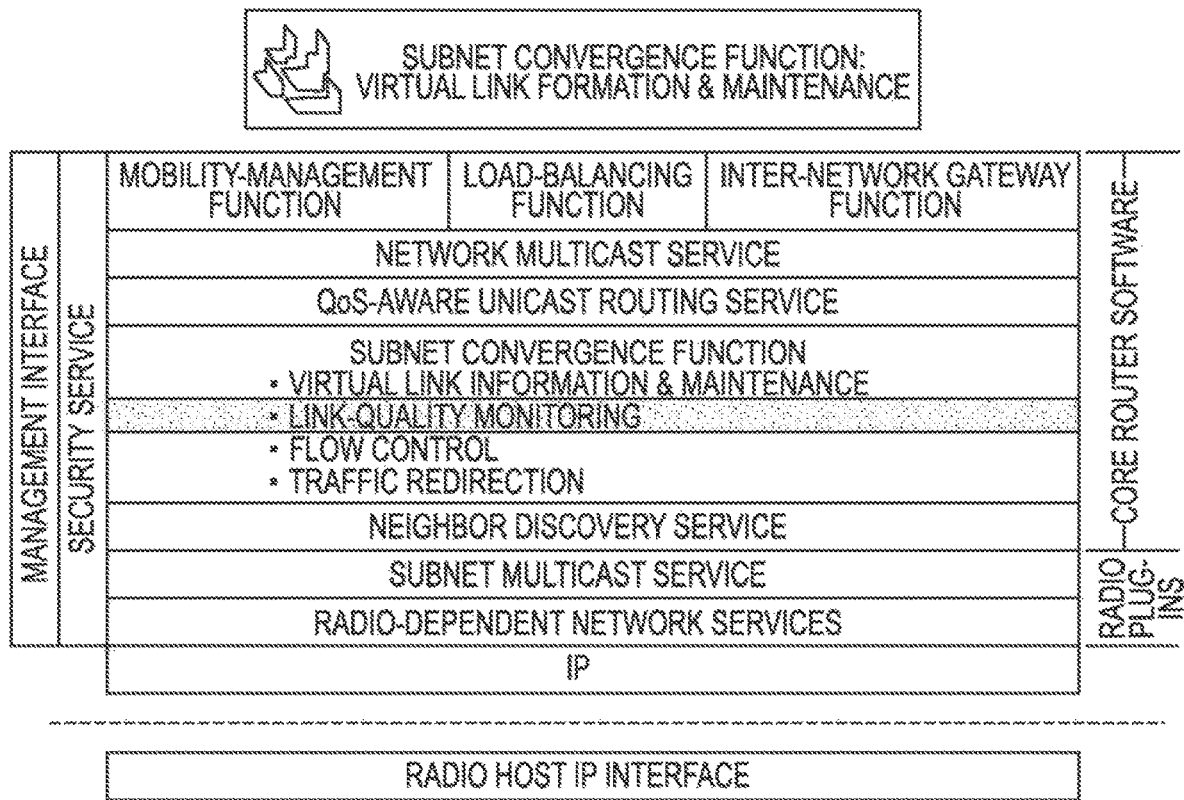 SUBNET CONVERGENCE FUNCTION:
VIRTUAL LINK FORMATION & MAINTENANCE
MANAGEMENT INTERFACE
SECURITY SERVICE
MOBILITY-MANAGEMENT
FUNCTION
LOAD-BALANCING
FUNCTION
INTER-NETWORK GATEWAY
FUNCTION
NETWORK MULTICAST SERVICE
QoS-AWARE UNICAST ROUTING SERVICE
SUBNET CONVERGENCE FUNCTION
▪ VIRTUAL LINK INFORMATION & MAINTENANCE
▪ LINK-QUALITY MONITORING
▪ FLOW CONTROL
▪ TRAFFIC REDIRECTION
NEIGHBOR DISCOVERY SERVICE
SUBNET MULTICAST SERVICE
RADIO-DEPENDENT NETWORK SERVICES
IP
CORE ROUTER SOFTWARE
RADIO
PLUG-
INS
RADIO HOST IP INTERFACE